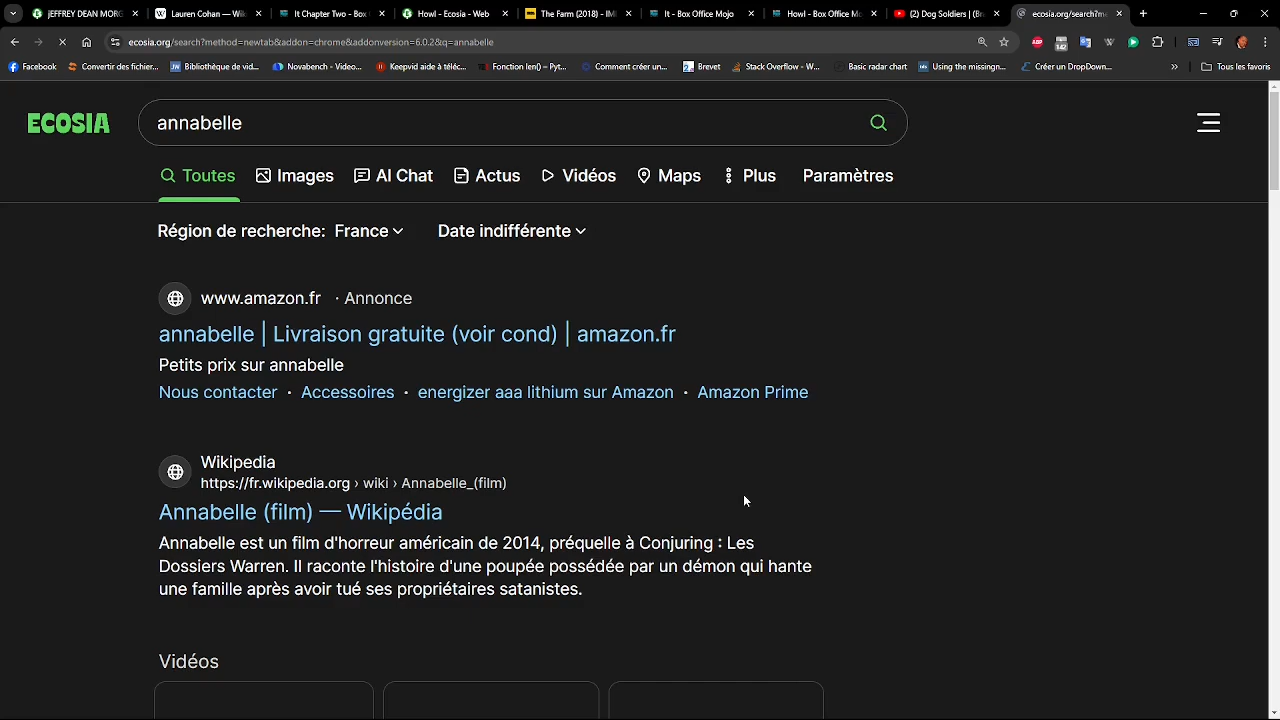 jEFFREY DEAN MORG
Lauren Cohan — Wiki
It Chapter Two - Box
Howl - Ecosia - Web
The Farm (2018) - IM
It - Box Office Mojo
Howl - Box Office Mo
(2) Dog Soldiers | (Br
ecosia.org/search?m
ecosia.org/search?method=newtab&addon=chrome&addonversion=6.0.2&q=annabelle
Facebook
Convertir des fichier...
Bibliothèque de vid...
Novabench - Video...
Keepvid aide à téléc...
Fonction len() – Pyt...
Comment créer un...
Brevet
Stack Overflow - W...
Basic radar chart
Using the missingn...
Créer un DropDown...
Tous les favoris
ECOSIA
annabelle
Toutes Images AI Chat Actus Vidéos Maps Plus Paramètres
Région de recherche: France Date indifférente
www.amazon.fr · Annonce
annabelle | Livraison gratuite (voir cond) | amazon.fr
Petits prix sur annabelle
Nous contacter · Accessoires · energizer aaa lithium sur Amazon · Amazon Prime
Wikipedia
https://fr.wikipedia.org › wiki › Annabelle_(film)
Annabelle (film) — Wikipédia
Annabelle est un film d'horreur américain de 2014, préquelle à Conjuring : Les
Dossiers Warren. Il raconte l'histoire d'une poupée possédée par un démon qui hante
une famille après avoir tué ses propriétaires satanistes.
Vidéos